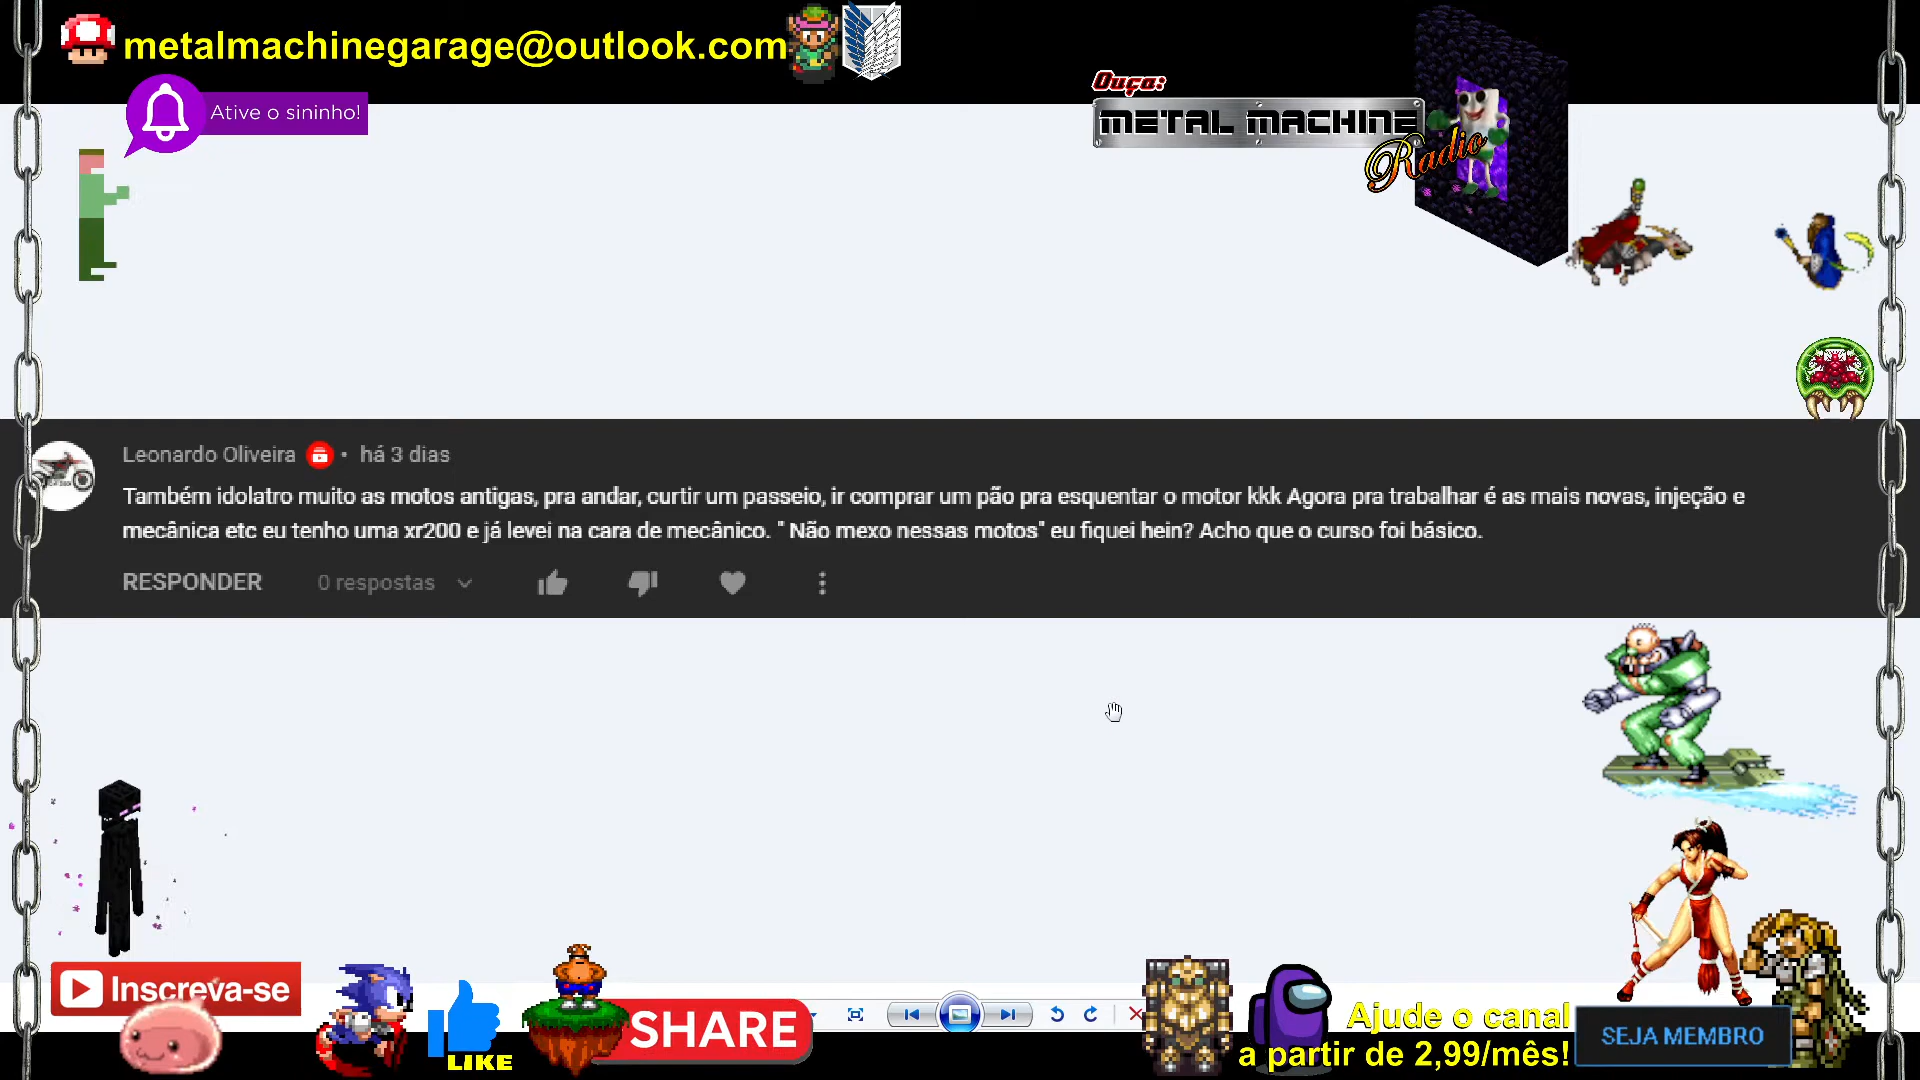 metalmachinegarage@outlook.com
Ative o sininho!
Ouça:
METAL MACHINE
Radio
Leonardo Oliveira • há 3 dias
Também idolatro muito as motos antigas, pra andar, curtir um passeio, ir comprar um pão pra esquentar o motor kkk Agora pra trabalhar é as mais novas, injeção e
mecânica etc eu tenho uma xr200 e já levei na cara de mecânico. " Não mexo nessas motos" eu fiquei hein? Acho que o curso foi básico.
RESPONDER 0 respostas
Inscreva-se
LIKE
SHARE
Ajude o canal
a partir de 2,99/mês!
SEJA MEMBRO